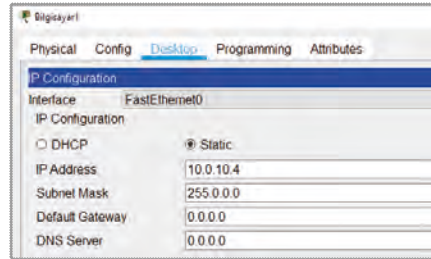 Bilgisayar1
Physical Config Desktop Programming Attributes
IP Configuration
Interface FastEthernet0
IP Configuration
DHCP Static
IP Address 10.0.10.4
Subnet Mask 255.0.0.0
Default Gateway 0.0.0.0
DNS Server 0.0.0.0